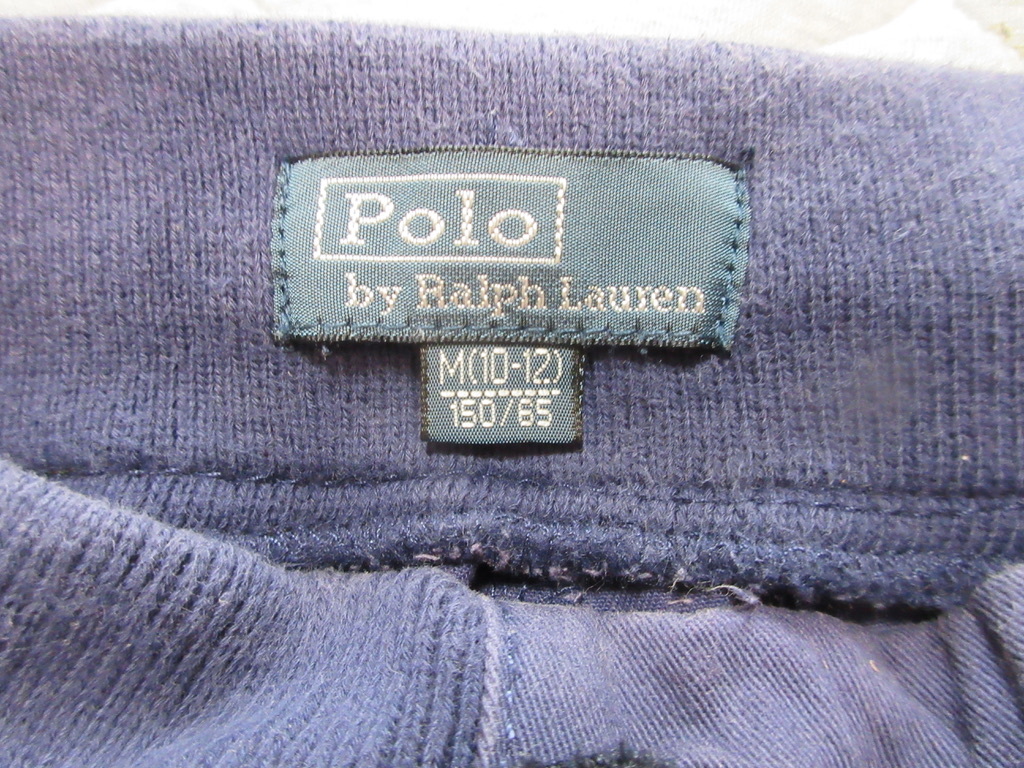 Polo
by Ralph Lauren
M(10-12)
150/65